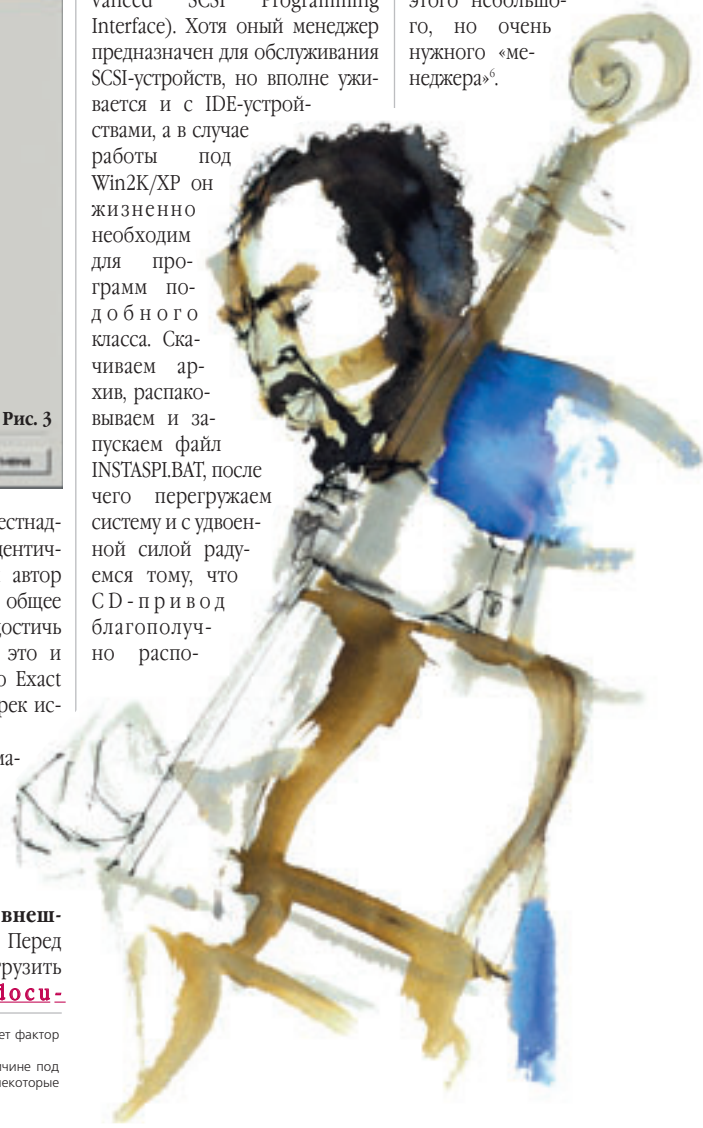 Рис. 3
естнад-
центич-
автор
общее
достичь
это и
Exact
рек ис-
ма-
внеш-
Перед
грузить
docu-
ет фактор
чине под
некоторые
vanced SCSI Programming
Interface). Хотя оный менеджер
предназначен для обслуживания
SCSI-устройств, но вполне ужи-
вается и с IDE-устрой-
ствами, а в случае
работы под
Win2K/XP он
жизненно
необходим
для про-
грамм по-
добного
класса. Ска-
чиваем ар-
хив, распако-
вываем и за-
пускаем файл
INSTASPI.BAT, после
чего перегружаем
систему и с удвоен-
ной силой раду-
емся тому, что
CD-привод
благополуч-
но распо-
этого небольшо-
го, но очень
нужного «ме-
неджера»⁶.